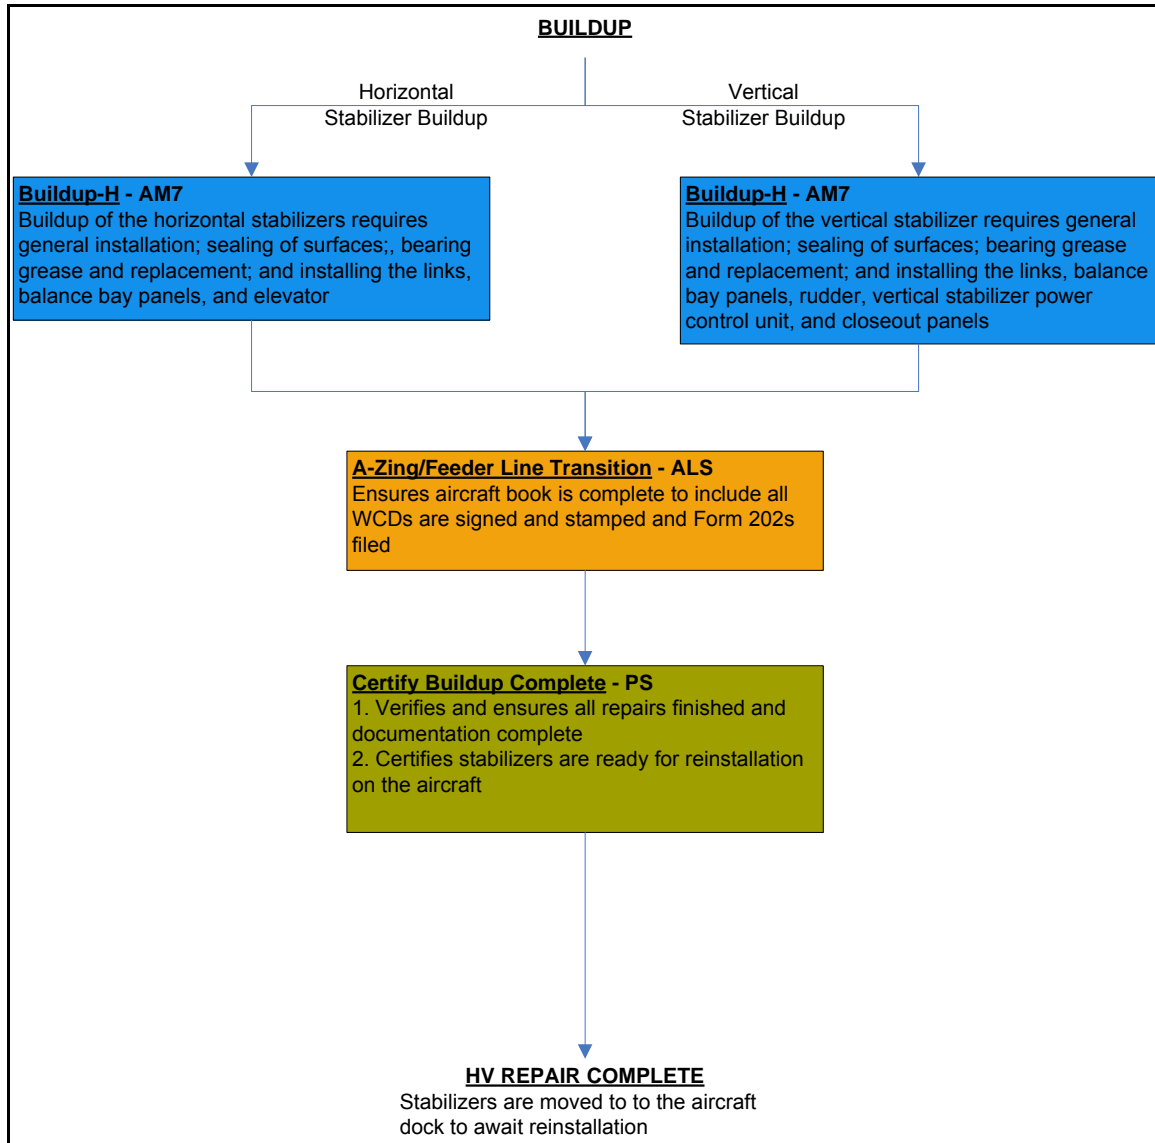 BUILDUP
Horizontal
Stabilizer Buildup
Vertical
Stabilizer Buildup
Buildup-H - AM7
Buildup of the horizontal stabilizers requires
general installation; sealing of surfaces;, bearing
grease and replacement; and installing the links,
balance bay panels, and elevator
Buildup-H - AM7
Buildup of the vertical stabilizer requires general
installation; sealing of surfaces; bearing grease
and replacement; and installing the links, balance
bay panels, rudder, vertical stabilizer power
control unit, and closeout panels
A-Zing/Feeder Line Transition - ALS
Ensures aircraft book is complete to include all
WCDs are signed and stamped and Form 202s
filed
Certify Buildup Complete - PS
1. Verifies and ensures all repairs finished and
documentation complete
2. Certifies stabilizers are ready for reinstallation
on the aircraft
HV REPAIR COMPLETE
Stabilizers are moved to to the aircraft
dock to await reinstallation